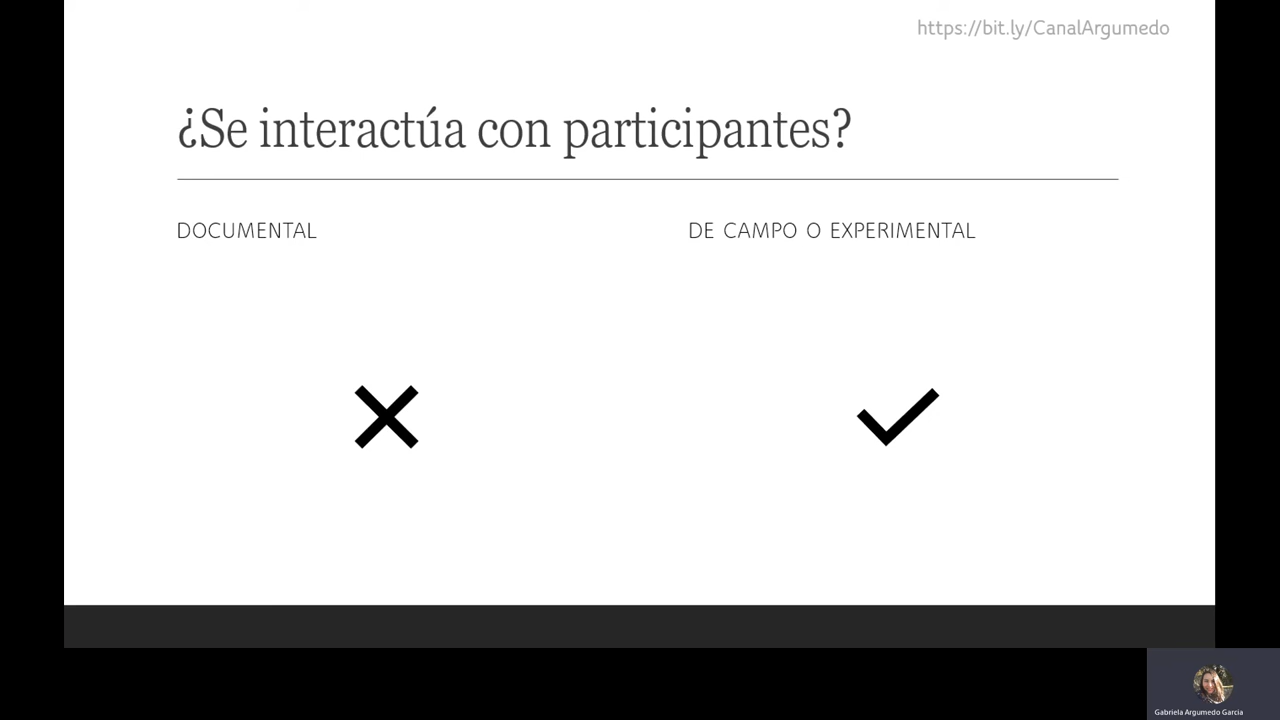 https://bit.ly/CanalArgumedo
¿Se interactúa con participantes?
DOCUMENTAL
DE CAMPO O EXPERIMENTAL
Gabriela Argumedo Garcia